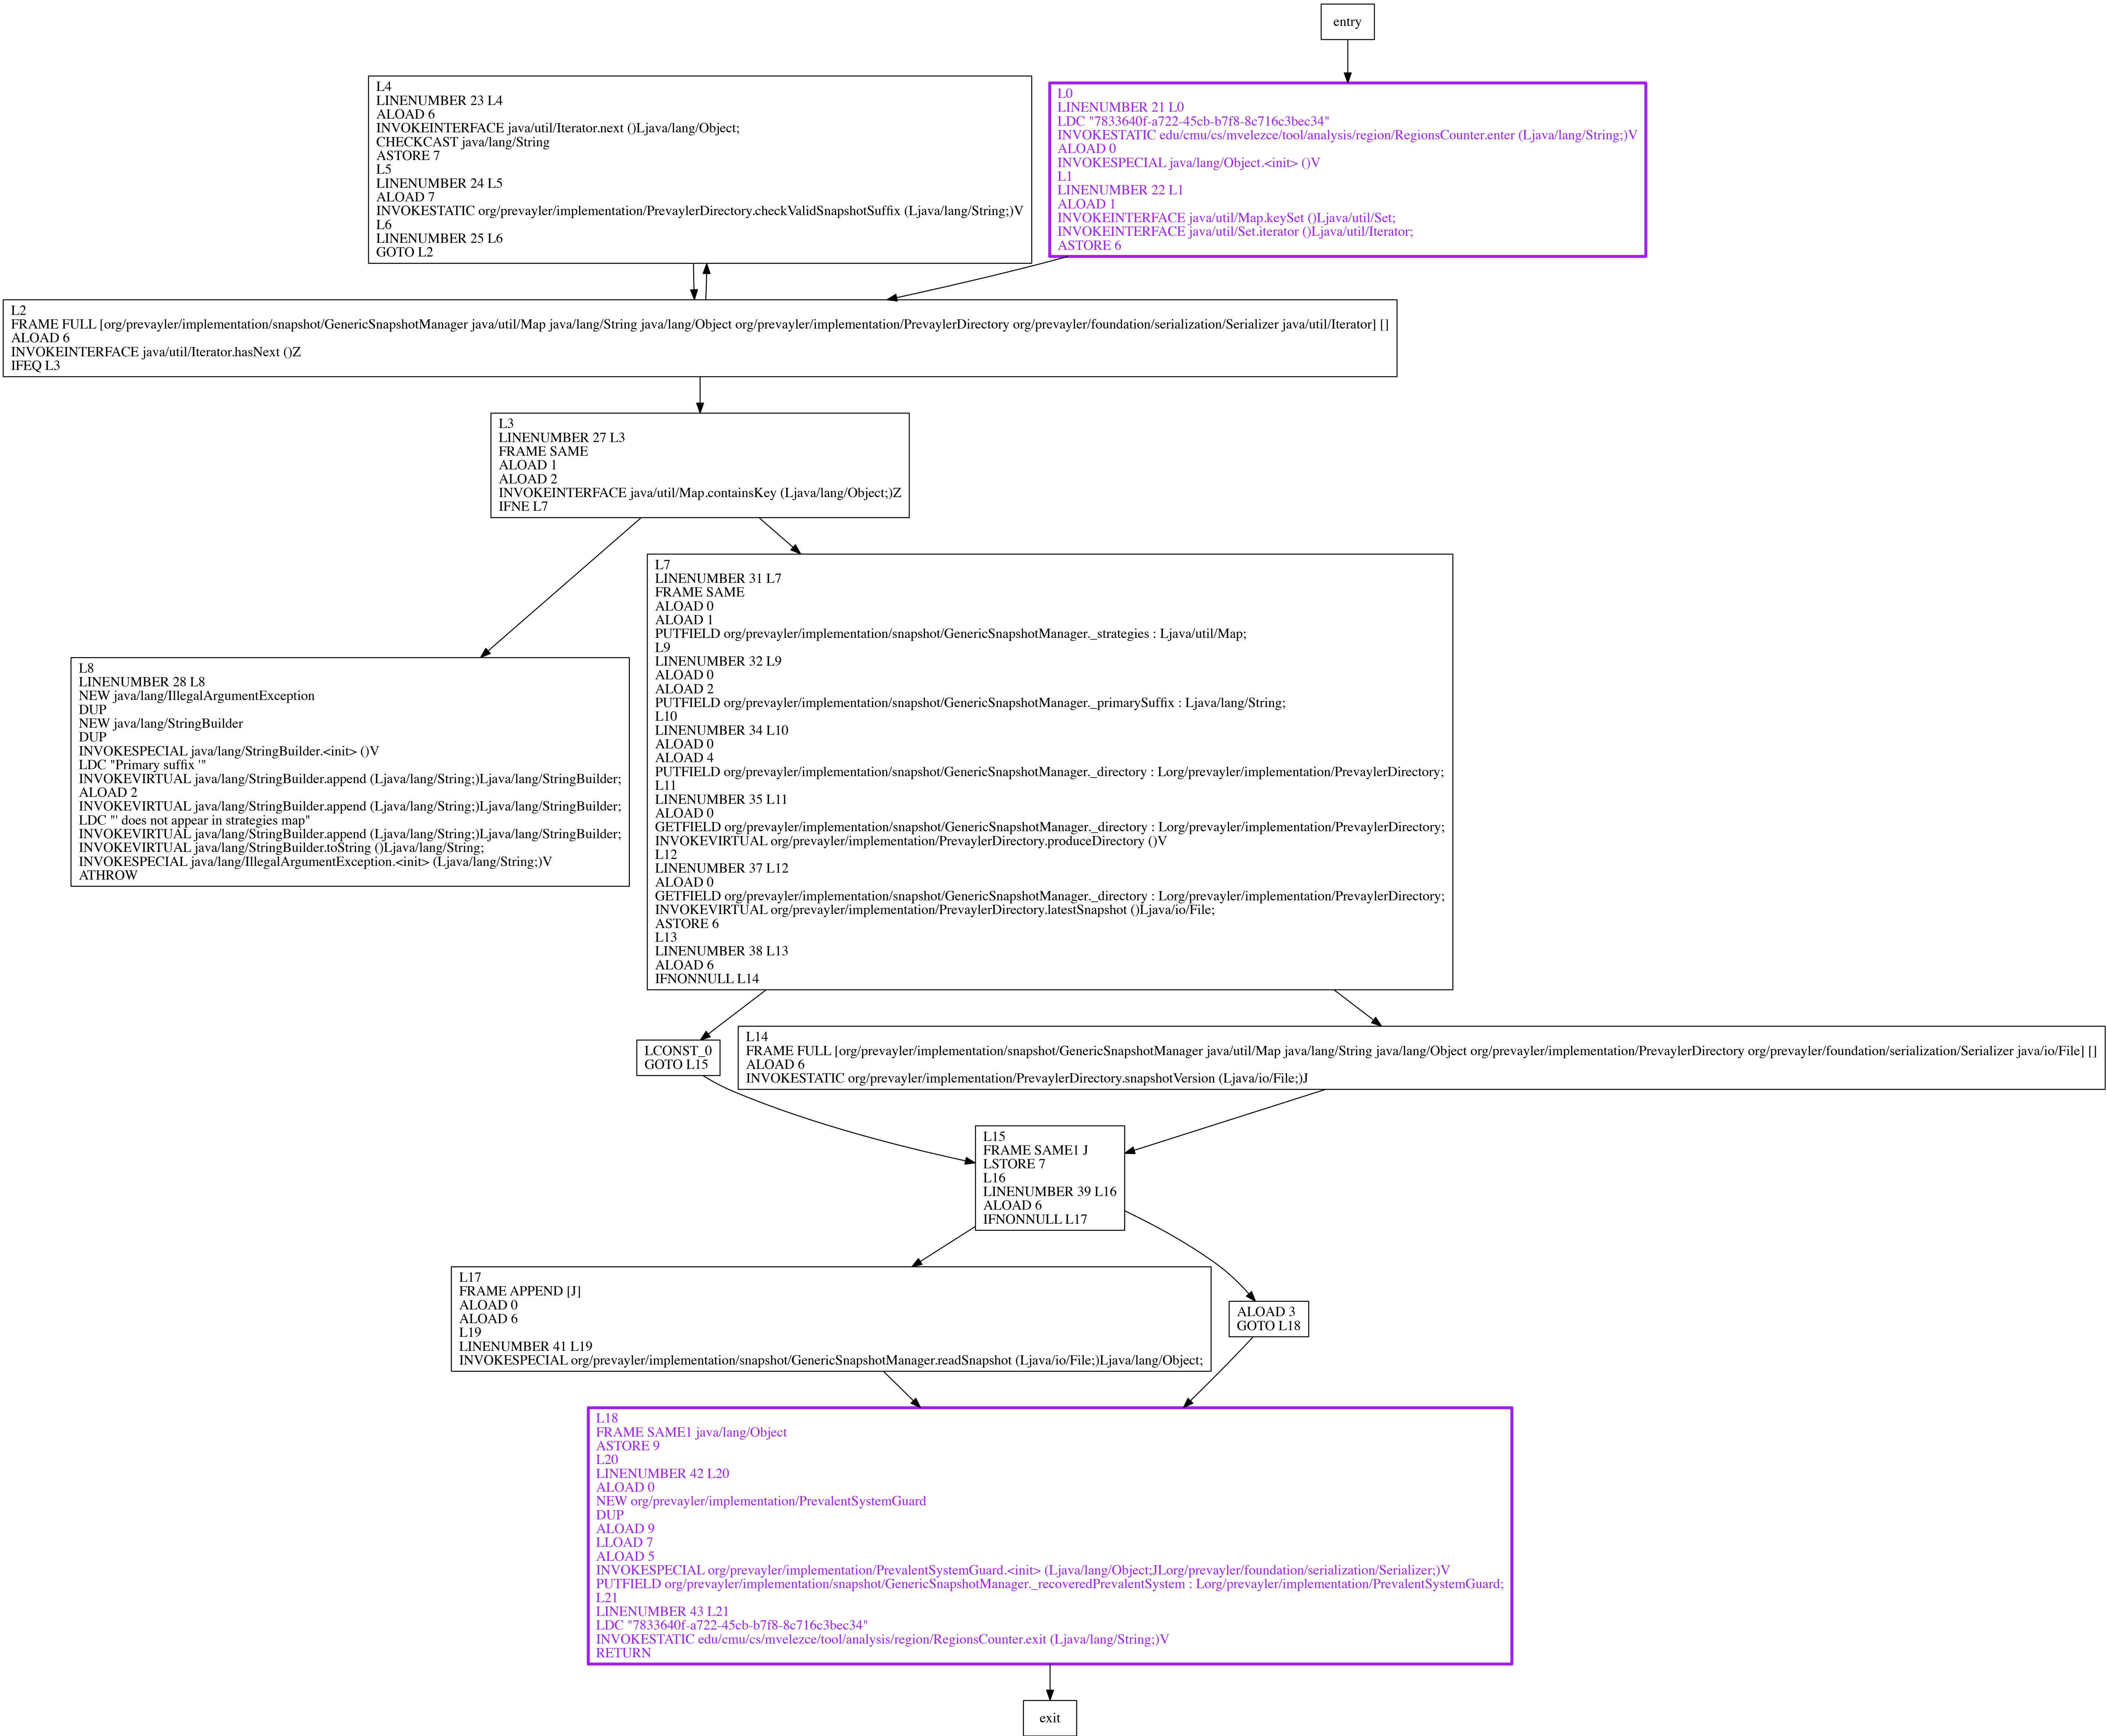 entry
L4
LINENUMBER 23 L4
ALOAD 6
INVOKEINTERFACE java/util/Iterator.next ()Ljava/lang/Object;
CHECKCAST java/lang/String
ASTORE 7
L5
LINENUMBER 24 L5
ALOAD 7
INVOKESTATIC org/prevayler/implementation/PrevaylerDirectory.checkValidSnapshotSuffix (Ljava/lang/String;)V
L6
LINENUMBER 25 L6
GOTO L2
L0
LINENUMBER 21 L0
LDC "7833640f-a722-45cb-b7f8-8c716c3bec34"
INVOKESTATIC edu/cmu/cs/mvelezce/tool/analysis/region/RegionsCounter.enter (Ljava/lang/String;)V
ALOAD 0
INVOKESPECIAL java/lang/Object.<init> ()V
L1
LINENUMBER 22 L1
ALOAD 1
INVOKEINTERFACE java/util/Map.keySet ()Ljava/util/Set;
INVOKEINTERFACE java/util/Set.iterator ()Ljava/util/Iterator;
ASTORE 6
L2
FRAME FULL [org/prevayler/implementation/snapshot/GenericSnapshotManager java/util/Map java/lang/String java/lang/Object org/prevayler/implementation/PrevaylerDirectory org/prevayler/foundation/serialization/Serializer java/util/Iterator] []
ALOAD 6
INVOKEINTERFACE java/util/Iterator.hasNext ()Z
IFEQ L3
L3
LINENUMBER 27 L3
FRAME SAME
ALOAD 1
ALOAD 2
INVOKEINTERFACE java/util/Map.containsKey (Ljava/lang/Object;)Z
IFNE L7
L8
LINENUMBER 28 L8
NEW java/lang/IllegalArgumentException
DUP
NEW java/lang/StringBuilder
DUP
INVOKESPECIAL java/lang/StringBuilder.<init> ()V
LDC "Primary suffix '"
INVOKEVIRTUAL java/lang/StringBuilder.append (Ljava/lang/String;)Ljava/lang/StringBuilder;
ALOAD 2
INVOKEVIRTUAL java/lang/StringBuilder.append (Ljava/lang/String;)Ljava/lang/StringBuilder;
LDC "' does not appear in strategies map"
INVOKEVIRTUAL java/lang/StringBuilder.append (Ljava/lang/String;)Ljava/lang/StringBuilder;
INVOKEVIRTUAL java/lang/StringBuilder.toString ()Ljava/lang/String;
INVOKESPECIAL java/lang/IllegalArgumentException.<init> (Ljava/lang/String;)V
ATHROW
L7
LINENUMBER 31 L7
FRAME SAME
ALOAD 0
ALOAD 1
PUTFIELD org/prevayler/implementation/snapshot/GenericSnapshotManager._strategies : Ljava/util/Map;
L9
LINENUMBER 32 L9
ALOAD 0
ALOAD 2
PUTFIELD org/prevayler/implementation/snapshot/GenericSnapshotManager._primarySuffix : Ljava/lang/String;
L10
LINENUMBER 34 L10
ALOAD 0
ALOAD 4
PUTFIELD org/prevayler/implementation/snapshot/GenericSnapshotManager._directory : Lorg/prevayler/implementation/PrevaylerDirectory;
L11
LINENUMBER 35 L11
ALOAD 0
GETFIELD org/prevayler/implementation/snapshot/GenericSnapshotManager._directory : Lorg/prevayler/implementation/PrevaylerDirectory;
INVOKEVIRTUAL org/prevayler/implementation/PrevaylerDirectory.produceDirectory ()V
L12
LINENUMBER 37 L12
ALOAD 0
GETFIELD org/prevayler/implementation/snapshot/GenericSnapshotManager._directory : Lorg/prevayler/implementation/PrevaylerDirectory;
INVOKEVIRTUAL org/prevayler/implementation/PrevaylerDirectory.latestSnapshot ()Ljava/io/File;
ASTORE 6
L13
LINENUMBER 38 L13
ALOAD 6
IFNONNULL L14
LCONST_0
GOTO L15
L14
FRAME FULL [org/prevayler/implementation/snapshot/GenericSnapshotManager java/util/Map java/lang/String java/lang/Object org/prevayler/implementation/PrevaylerDirectory org/prevayler/foundation/serialization/Serializer java/io/File] []
ALOAD 6
INVOKESTATIC org/prevayler/implementation/PrevaylerDirectory.snapshotVersion (Ljava/io/File;)J
L15
FRAME SAME1 J
LSTORE 7
L16
LINENUMBER 39 L16
ALOAD 6
IFNONNULL L17
L17
FRAME APPEND [J]
ALOAD 0
ALOAD 6
L19
LINENUMBER 41 L19
INVOKESPECIAL org/prevayler/implementation/snapshot/GenericSnapshotManager.readSnapshot (Ljava/io/File;)Ljava/lang/Object;
ALOAD 3
GOTO L18
L18
FRAME SAME1 java/lang/Object
ASTORE 9
L20
LINENUMBER 42 L20
ALOAD 0
NEW org/prevayler/implementation/PrevalentSystemGuard
DUP
ALOAD 9
LLOAD 7
ALOAD 5
INVOKESPECIAL org/prevayler/implementation/PrevalentSystemGuard.<init> (Ljava/lang/Object;JLorg/prevayler/foundation/serialization/Serializer;)V
PUTFIELD org/prevayler/implementation/snapshot/GenericSnapshotManager._recoveredPrevalentSystem : Lorg/prevayler/implementation/PrevalentSystemGuard;
L21
LINENUMBER 43 L21
LDC "7833640f-a722-45cb-b7f8-8c716c3bec34"
INVOKESTATIC edu/cmu/cs/mvelezce/tool/analysis/region/RegionsCounter.exit (Ljava/lang/String;)V
RETURN
exit